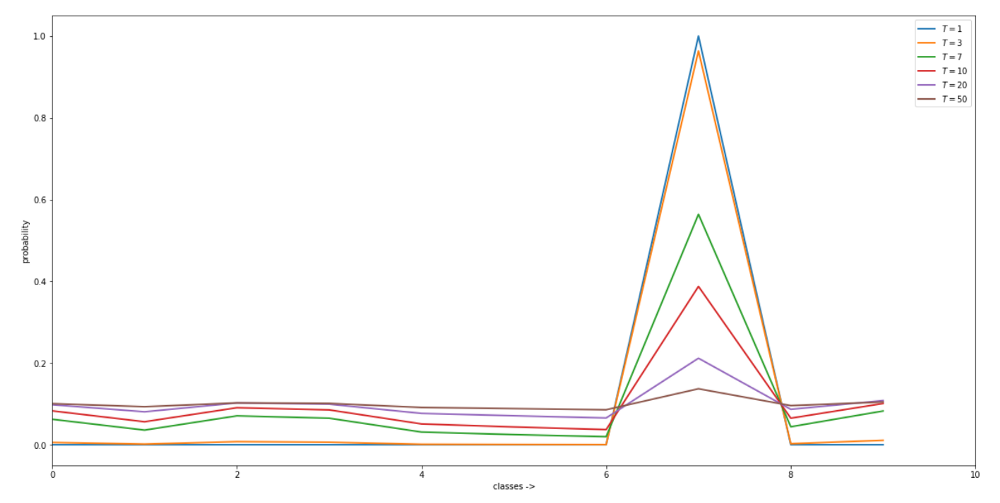 T = 1
T = 3
T = 7
T = 10
T = 20
T = 50
1.0
0.8
0.6
0.4
0.2
0.0
probability
0 2 4 6 8 10
classes ->